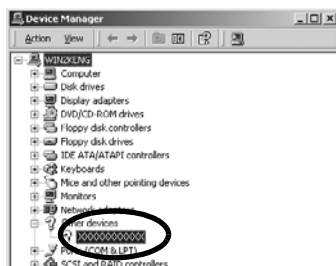 Device Manager
Action View
WIN2KENG
Computer
Disk drives
Display adapters
DVD/CD-ROM drives
Floppy disk controllers
Floppy disk drives
IDE ATA/ATAPI controllers
Keyboards
Mice and other pointing devices
Monitors
Network adapters
Other devices
XXXXXXXXXXXX
Ports (COM & LPT)
SCSI and RAID controllers